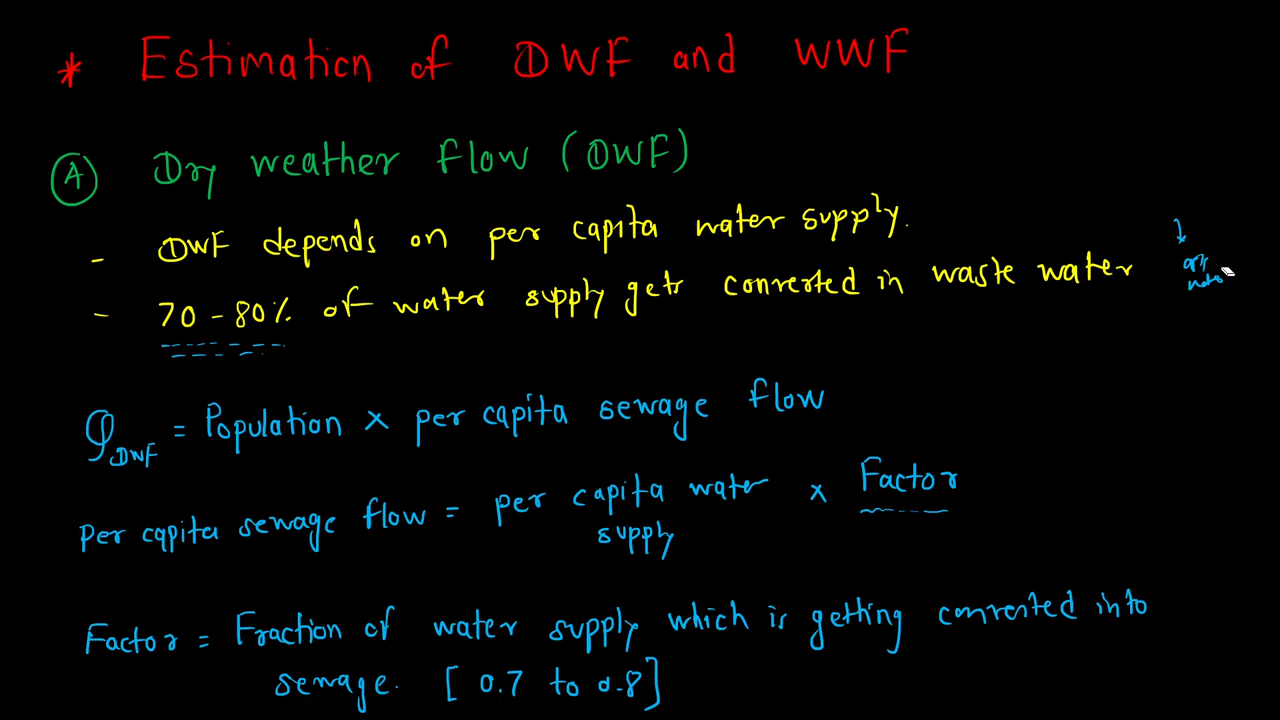 * Estimation of DWF and WWF
(A) Dry weather flow (DWF)
- DWF depends on per capita water supply.
- 70 - 80% of water supply gets converted in waste water
Q DWF = Population × per capita sewage flow
Per capita sewage flow = per capita water supply × Factor
Factor = Fraction of water supply which is getting converted into
sewage. [ 0.7 to 0.8]